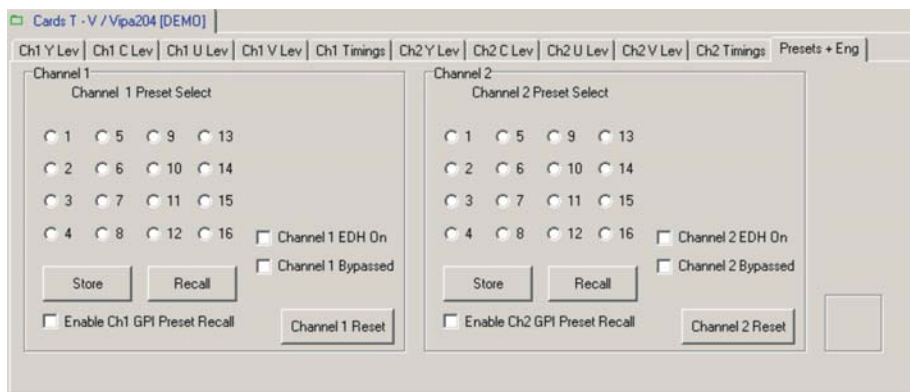 Cards T - V / Vipa204 [DEMO]
Ch1 Y Lev Ch1 C Lev Ch1 U Lev Ch1 V Lev Ch1 Timings Ch2 Y Lev Ch2 C Lev Ch2 U Lev Ch2 V Lev Ch2 Timings Presets + Eng
Channel 1
Channel 1 Preset Select
1 5 9 13
2 6 10 14
3 7 11 15
4 8 12 16
Channel 1 EDH On
Channel 1 Bypassed
Store Recall
Enable Ch1 GPI Preset Recall
Channel 1 Reset
Channel 2
Channel 2 Preset Select
1 5 9 13
2 6 10 14
3 7 11 15
4 8 12 16
Channel 2 EDH On
Channel 2 Bypassed
Store Recall
Enable Ch2 GPI Preset Recall
Channel 2 Reset